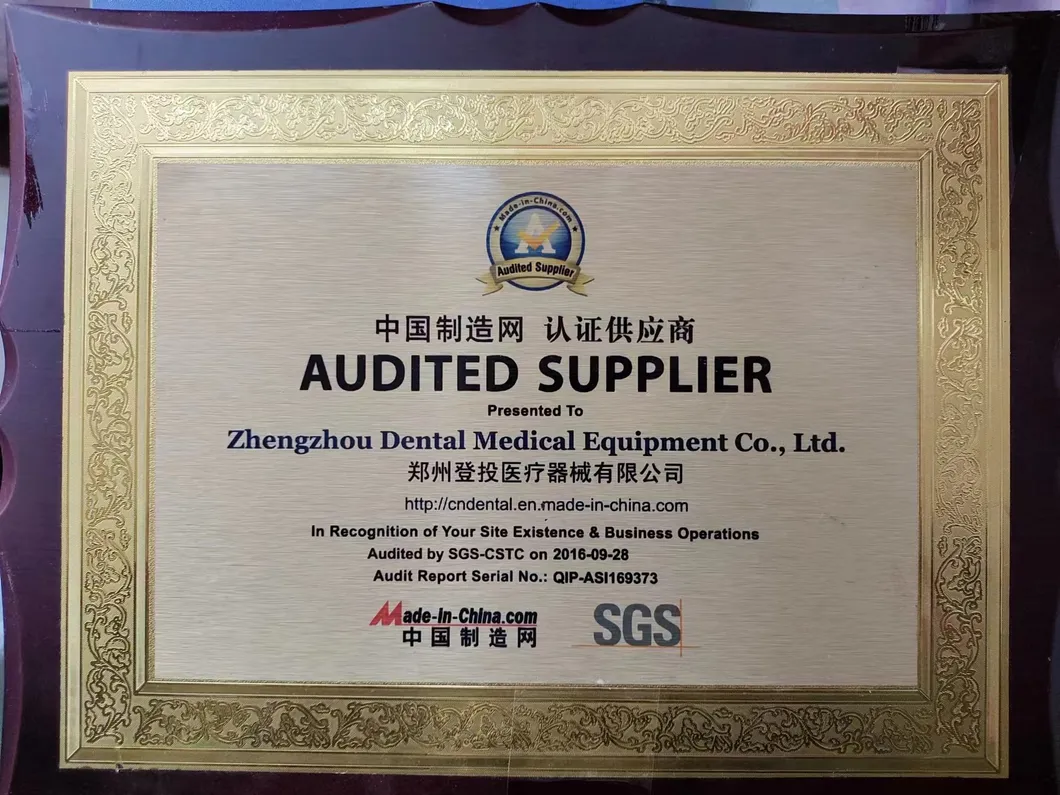 ★ Made-in-China.com ★
A
Audited Supplier
中国制造网 认证供应商
AUDITED SUPPLIER
Presented To
Zhengzhou Dental Medical Equipment Co., Ltd.
郑州登投医疗器械有限公司
http://cndental.en.made-in-china.com
In Recognition of Your Site Existence & Business Operations
Audited by SGS-CSTC on 2016-09-28
Audit Report Serial No.: QIP-ASI169373
Made-in-China.com
中国制造网
SGS